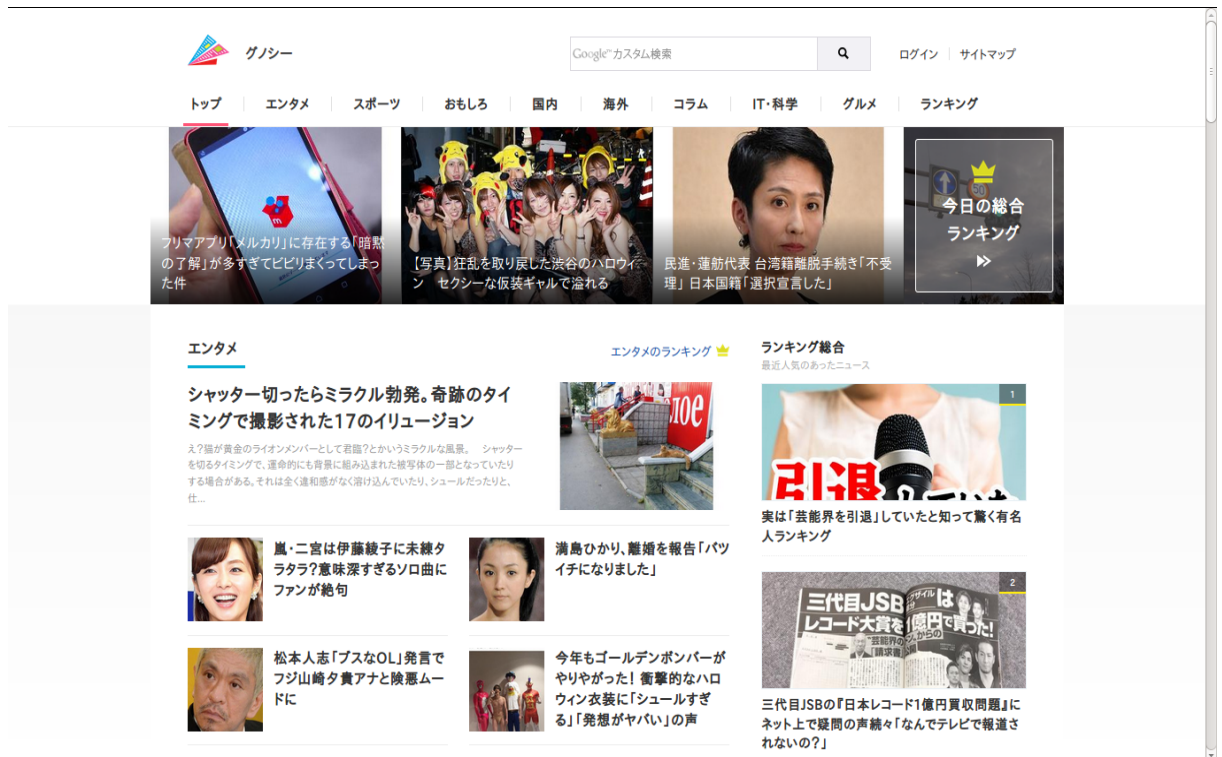 グノシー
Google™カスタム検索
ログイン
サイトマップ
トップ
エンタメ
スポーツ
おもしろ
国内
海外
コラム
IT・科学
グルメ
ランキング
フリマアプリ「メルカリ」に存在する「暗黙
の了解」が多すぎてビビりまくってしまっ
た件
【写真】狂乱を取り戻した渋谷のハロウィ
ン　セクシーな仮装ギャルで溢れる
民進・蓮舫代表 台湾籍離脱手続き「不受
理」 日本国籍「選択宣言した」
50
今日の総合
ランキング
エンタメ
エンタメのランキング
シャッター切ったらミラクル勃発。奇跡のタイ
ミングで撮影された17のイリュージョン
え?猫が黄金のライオンメンバーとして君臨?とかいうミラクルな風景。　シャッター
を切るタイミングで、運命的にも背景に組み込まれた被写体の一部となっていたり
する場合がある。それは全く違和感がなく溶け込んでいたり、シュールだったりと、
仕...
лое
嵐・二宮は伊藤綾子に未練タ
ラタラ?意味深すぎるソロ曲に
ファンが絶句
満島ひかり、離婚を報告「バツ
イチになりました」
松本人志「ブスなOL」発言で
フジ山崎夕貴アナと険悪ムー
ドに
今年もゴールデンボンバーが
やりやがった! 衝撃的なハロ
ウィン衣装に「シュールすぎ
る」「発想がヤバい」の声
ランキング総合
最近人気のあったニュース
1
引退していた
実は「芸能界を引退」していたと知って驚く有名
人ランキング
2
三代目JSBは
レコード大賞を1億円で買った!
芸能界の
からの
「請求書」
三代目JSBの『日本レコード1億円買収問題』に
ネット上で疑問の声続々「なんでテレビで報道さ
れないの?」